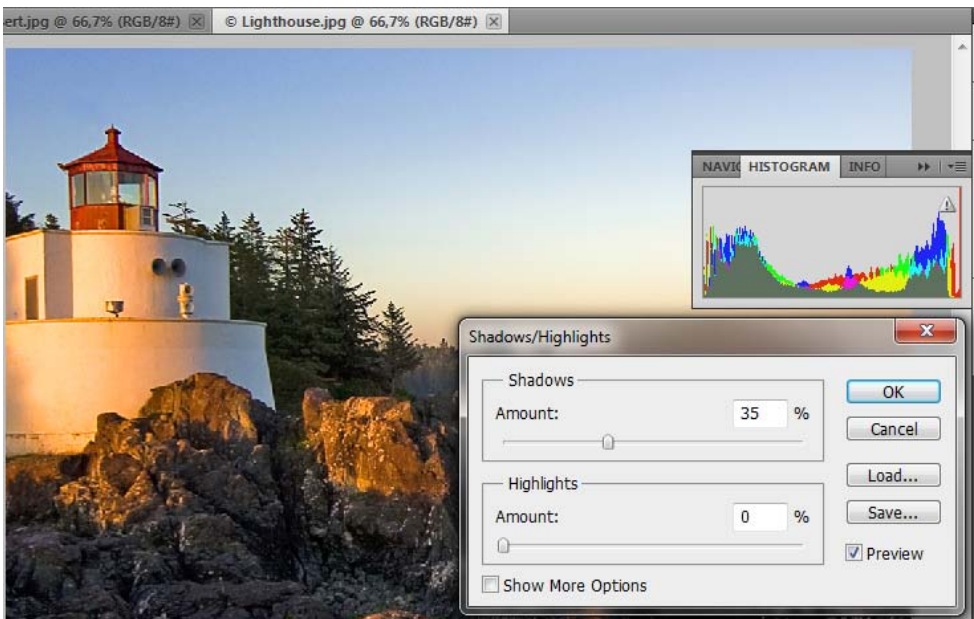 ert.jpg @ 66,7% (RGB/8#) © Lighthouse.jpg @ 66,7% (RGB/8#)
NAVIG HISTOGRAM INFO
Shadows/Highlights
Shadows
Amount: 35 %
OK
Cancel
Highlights
Load...
Amount: 0 %
Save...
Preview
Show More Options